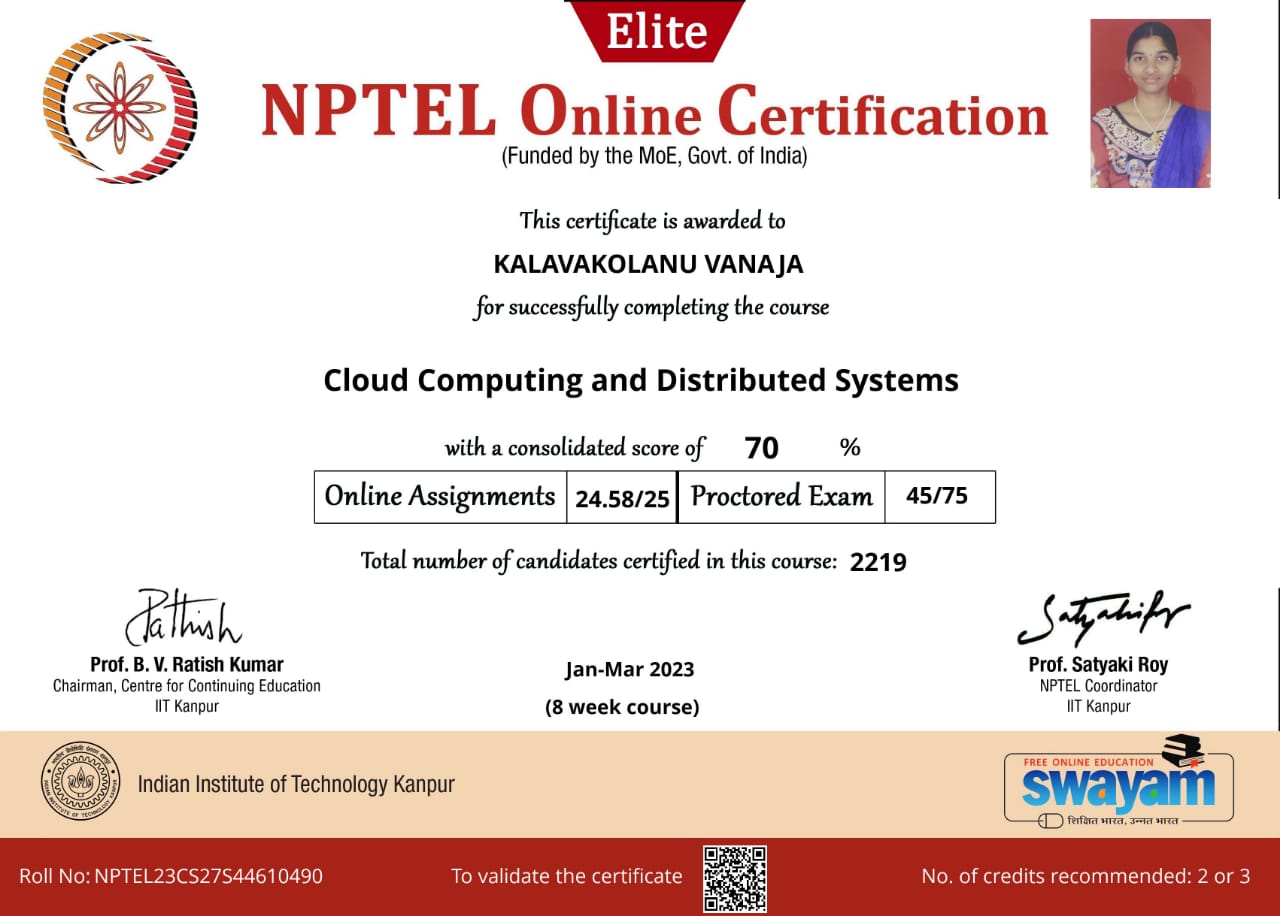 Elite
NPTEL Online Certification
(Funded by the MoE, Govt. of India)
This certificate is awarded to
KALAVAKOLANU VANAJA
for successfully completing the course
Cloud Computing and Distributed Systems
with a consolidated score of 70 %
Online Assignments 24.58/25 Proctored Exam 45/75
Total number of candidates certified in this course: 2219
Prof. B. V. Ratish Kumar
Chairman, Centre for Continuing Education
IIT Kanpur
Jan-Mar 2023
(8 week course)
Prof. Satyaki Roy
NPTEL Coordinator
IIT Kanpur
Indian Institute of Technology Kanpur
FREE ONLINE EDUCATION
swayam
शिक्षित भारत, उन्नत भारत
Roll No: NPTEL23CS27S44610490
To validate the certificate
No. of credits recommended: 2 or 3